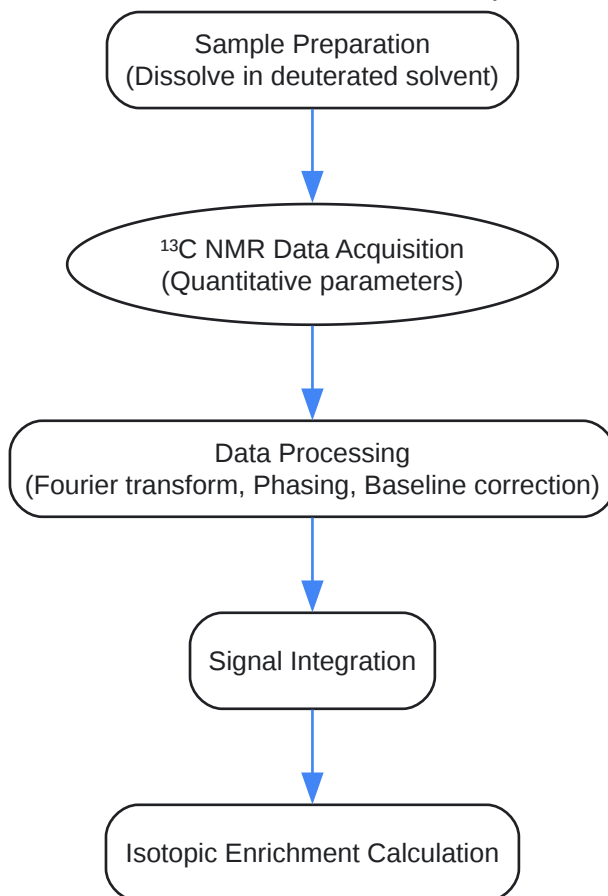 Sample Preparation
(Dissolve in deuterated solvent)
¹³C NMR Data Acquisition
(Quantitative parameters)
Data Processing
(Fourier transform, Phasing, Baseline correction)
Signal Integration
Isotopic Enrichment Calculation